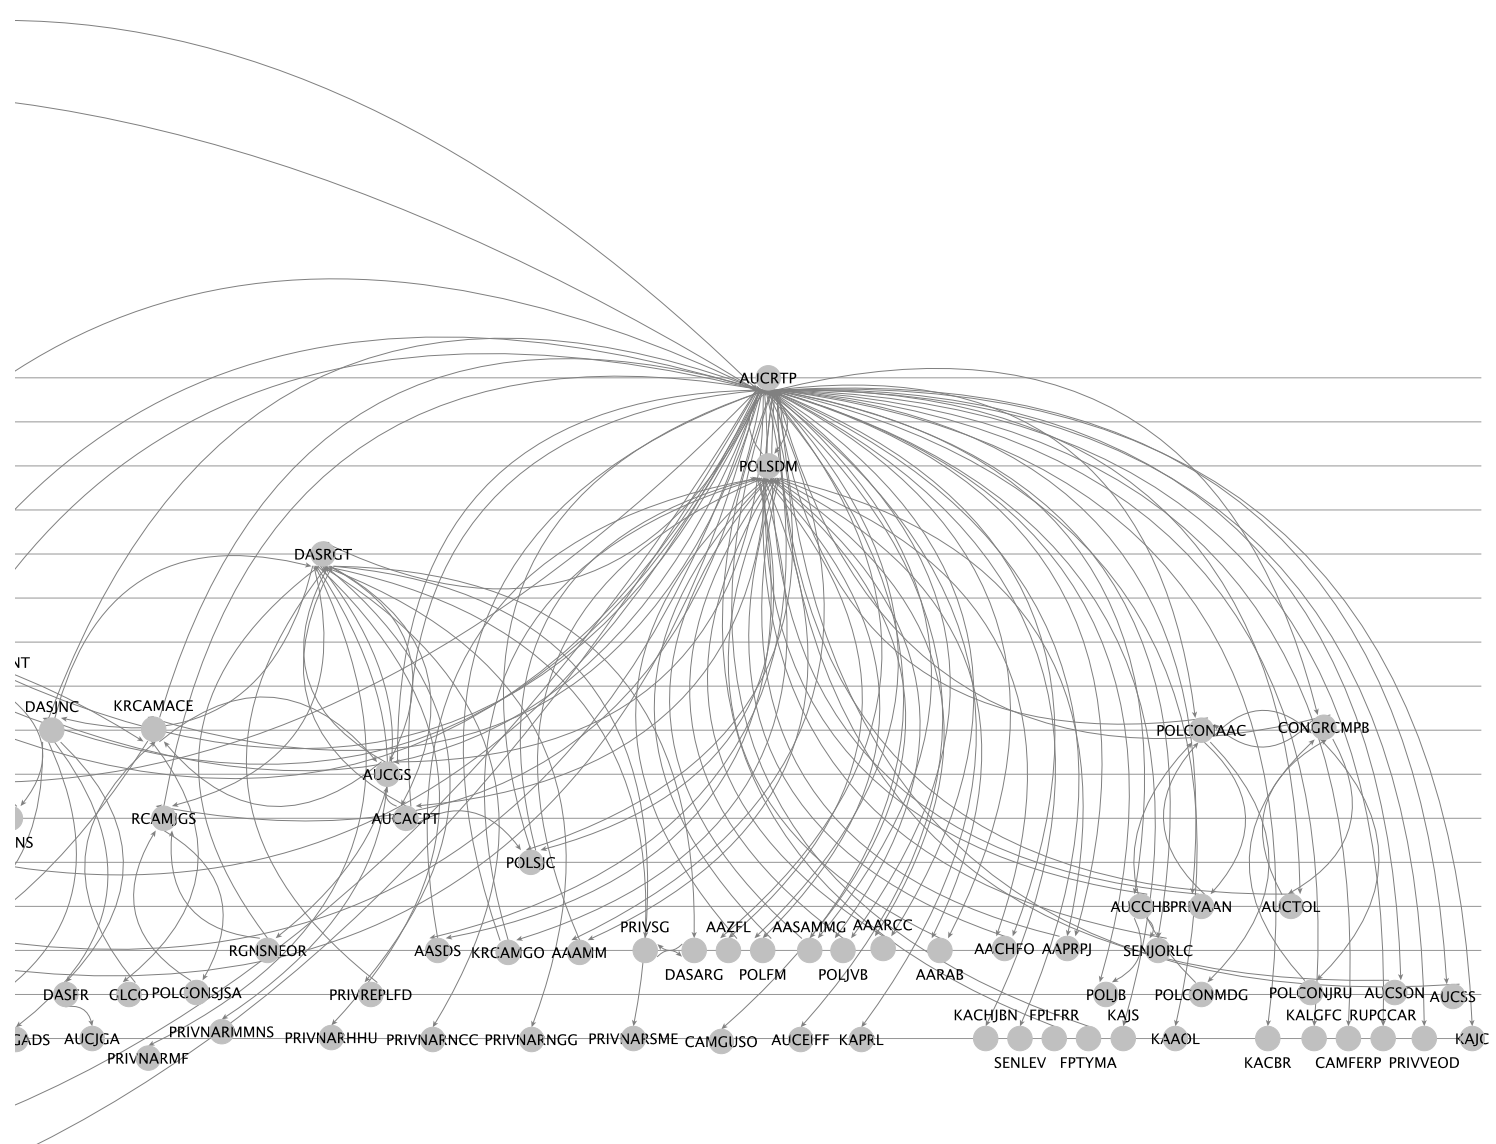 AUCRTP
POLSDM
DASRGT
NT
DASJNC
KRCAMACE
POLCONAAC
CONGRCMPB
AUCGS
RCAMJGS
AUCACPT
NS
POLSJC
AUCCHB
PRIVAAN
AUCTOL
PRIVSG
AAZFL
AASAMMG
AAARCC
RGNSNEOR
AASDS
KRCAMGO
AAAMM
AACHFO
AAPRPJ
SENJORLC
DASARG
POLFM
POLJVB
AARAB
DASFR
GLCO
POLCONSJSA
PRIVREPLFD
POLJB
POLCONMDG
POLCONJRU
AUCSON
AUCSS
KACHJBN
FPLFRR
KAJS
KALGFC
RUPCCAR
GADS
AUCJGA
PRIVNARMMNS
PRIVNARHHU
PRIVNARNCC
PRIVNARNGG
PRIVNARSME
CAMGUSO
AUCEIFF
KAPRL
KAAOL
KAJC
PRIVNARMF
SENLEV
FPTYMA
KACBR
CAMFERP
PRIVVEOD